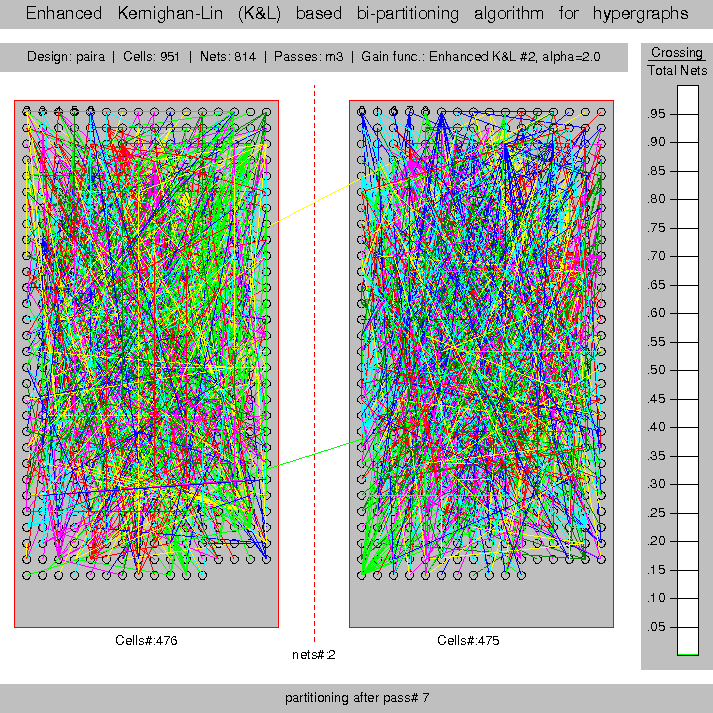 Enhanced Kernighan-Lin (K&L) based bi-partitioning algorithm for hypergraphs
Design: paira | Cells: 951 | Nets: 814 | Passes: m3 | Gain func.: Enhanced K&L #2, alpha=2.0
Crossing
Total Nets
.95
.90
.85
.80
.75
.70
.65
.60
.55
.50
.45
.40
.35
.30
.25
.20
.15
.10
.05
Cells#:476
Cells#:475
nets#:2
partitioning after pass# 7